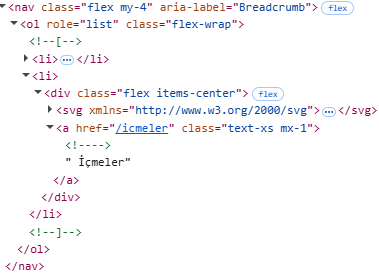 <nav class="flex my-4" aria-label="Breadcrumb"> flex
<ol role="list" class="flex-wrap">
<!--[-->
<li> ... </li>
<li>
<div class="flex items-center"> flex
<svg xmlns="http://www.w3.org/2000/svg"> ... </svg>
<a href="/icmeler" class="text-xs mx-1">
<!---->
" İçmeler"
</a>
</div>
</li>
<!--]-->
</ol>
</nav>